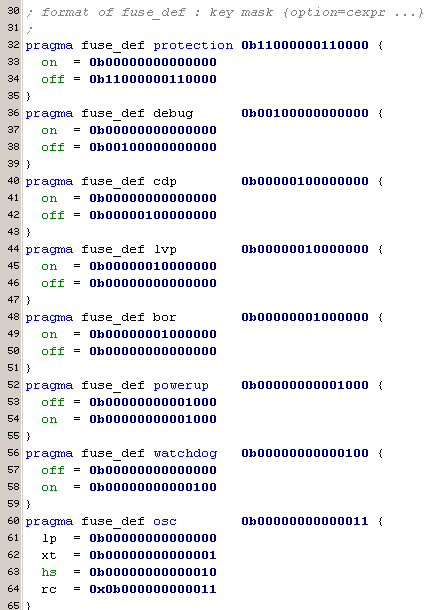 30 ; format of fuse_def : key mask {option=cexpr ...}
31 ;
32 pragma fuse_def protection 0b11000000110000 {
33   on  = 0b00000000000000
34   off = 0b11000000110000
35 }
36 pragma fuse_def debug      0b00100000000000 {
37   on  = 0b00000000000000
38   off = 0b00100000000000
39 }
40 pragma fuse_def cdp        0b00000100000000 {
41   on  = 0b00000000000000
42   off = 0b00000100000000
43 }
44 pragma fuse_def lvp        0b00000010000000 {
45   on  = 0b00000010000000
46   off = 0b00000000000000
47 }
48 pragma fuse_def bor        0b00000001000000 {
49   on  = 0b00000001000000
50   off = 0b00000000000000
51 }
52 pragma fuse_def powerup    0b00000000001000 {
53   off = 0b00000000001000
54   on  = 0b00000000001000
55 }
56 pragma fuse_def watchdog   0b00000000000100 {
57   off = 0b00000000000000
58   on  = 0b00000000000100
59 }
60 pragma fuse_def osc        0b00000000000011 {
61   lp  = 0b00000000000000
62   xt  = 0b00000000000001
63   hs  = 0b00000000000010
64   rc  = 0x0b000000000011
65 }